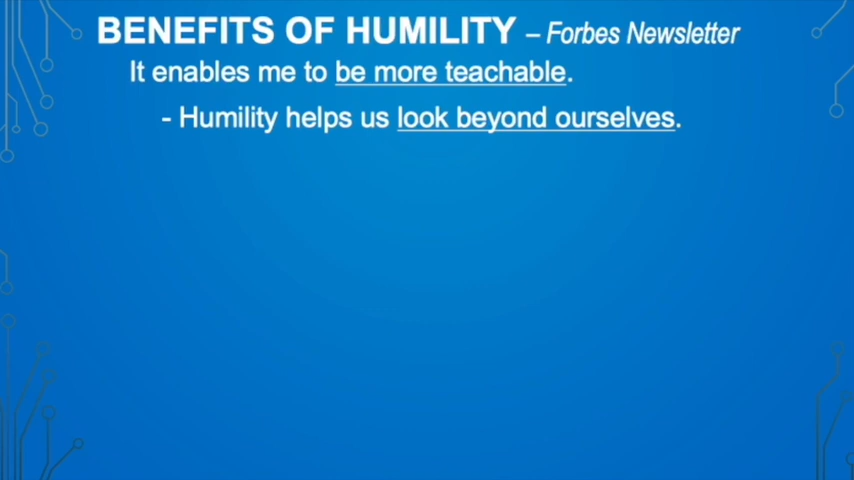 BENEFITS OF HUMILITY – Forbes Newsletter
It enables me to be more teachable.
- Humility helps us look beyond ourselves.